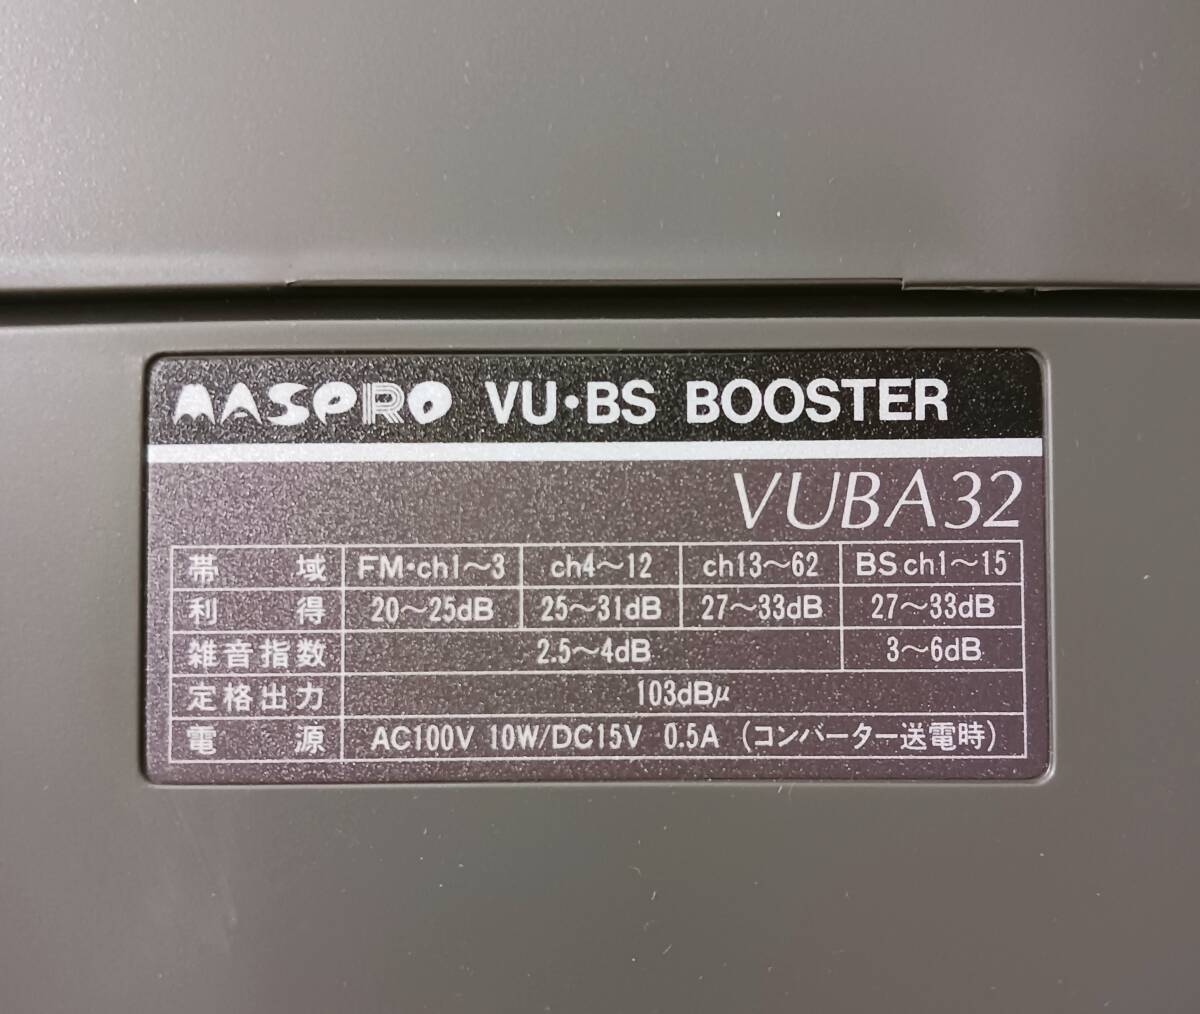 MASPRO VU・BS BOOSTER
VUBA32
帯域 FM・ch1〜3 ch4〜12 ch13〜62 BS ch1〜15
利得 20〜25dB 25〜31dB 27〜33dB 27〜33dB
雑音指数 2.5〜4dB 3〜6dB
定格出力 103dBμ
電源 AC100V 10W/DC15V 0.5A (コンバーター送電時)